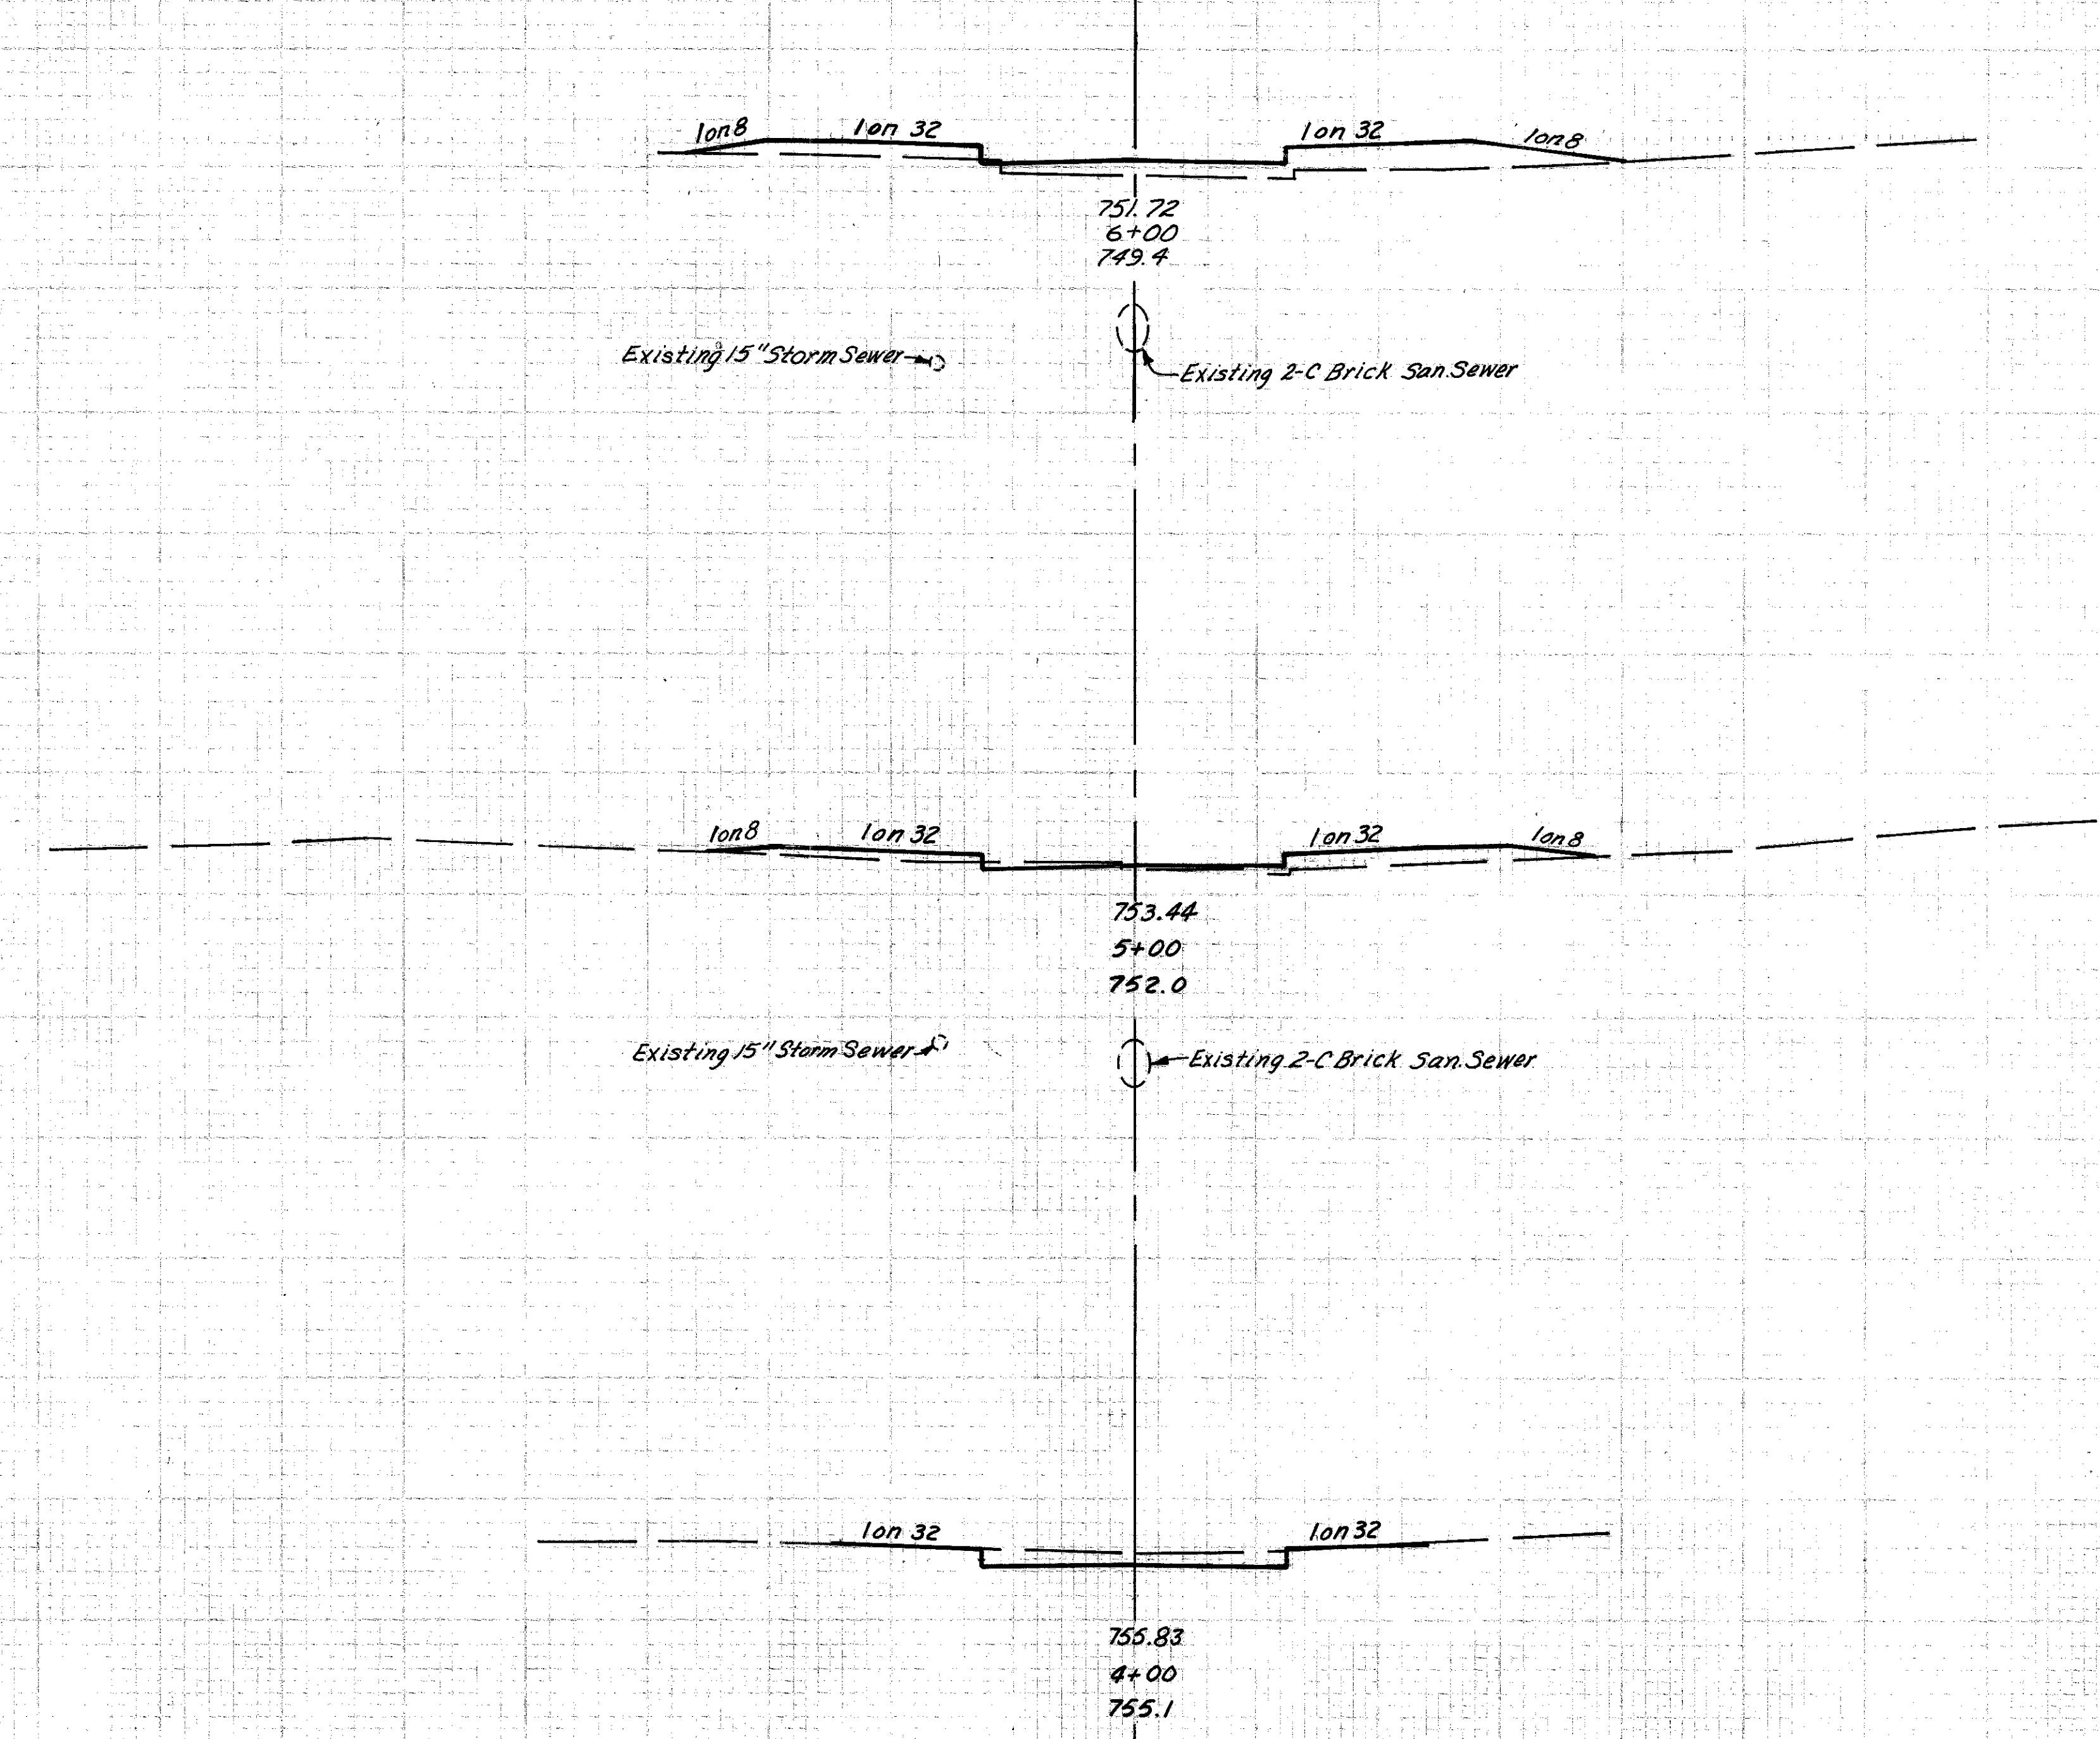 1on8 1on 32 1on 32 1on8
751.72
6+00
749.4
Existing 15" Storm Sewer
Existing 2-C Brick San. Sewer
1on8 1on 32 1on 32 1on8
753.44
5+00
752.0
Existing 15" Storm Sewer
Existing 2-C Brick San. Sewer
1on 32 1on 32
755.83
4+00
755.1